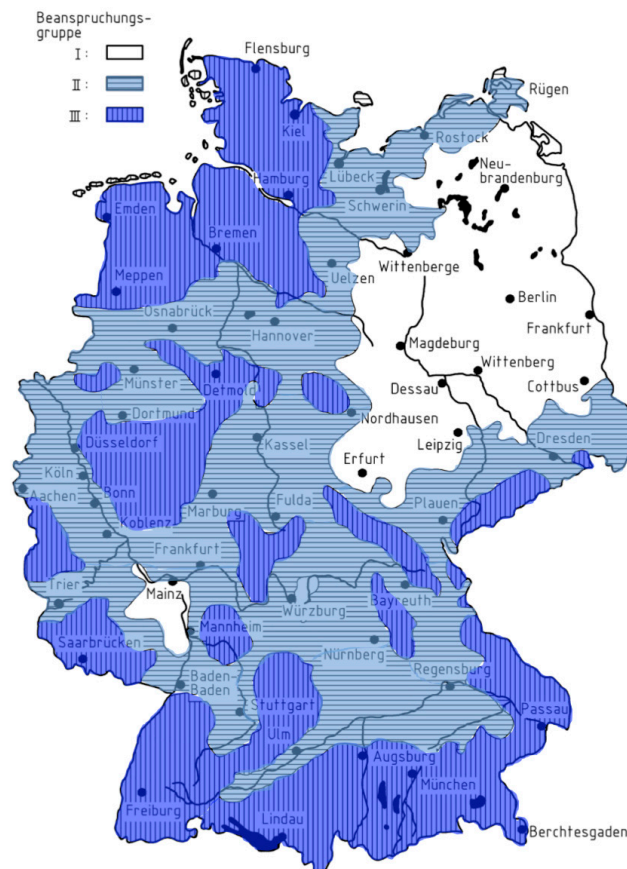 Beanspruchungs-
gruppe
I:
II:
III:
Flensburg
Rügen
Kiel
Rostock
Lübeck
Neu-
brandenburg
Hamburg
Schwerin
Emden
Bremen
Uelzen
Wittenberge
Meppen
Berlin
Osnabrück
Hannover
Frankfurt
Magdeburg
Wittenberg
Münster
Detmold
Dessau
Cottbus
Dortmund
Nordhausen
Düsseldorf
Kassel
Leipzig
Dresden
Erfurt
Köln
Aachen
Bonn
Marburg
Fulda
Plauen
Koblenz
Frankfurt
Trier
Mainz
Würzburg
Bayreuth
Mannheim
Saarbrücken
Nürnberg
Baden-
Baden
Regensburg
Stuttgart
Passau
Ulm
Augsburg
München
Freiburg
Lindau
Berchtesgaden